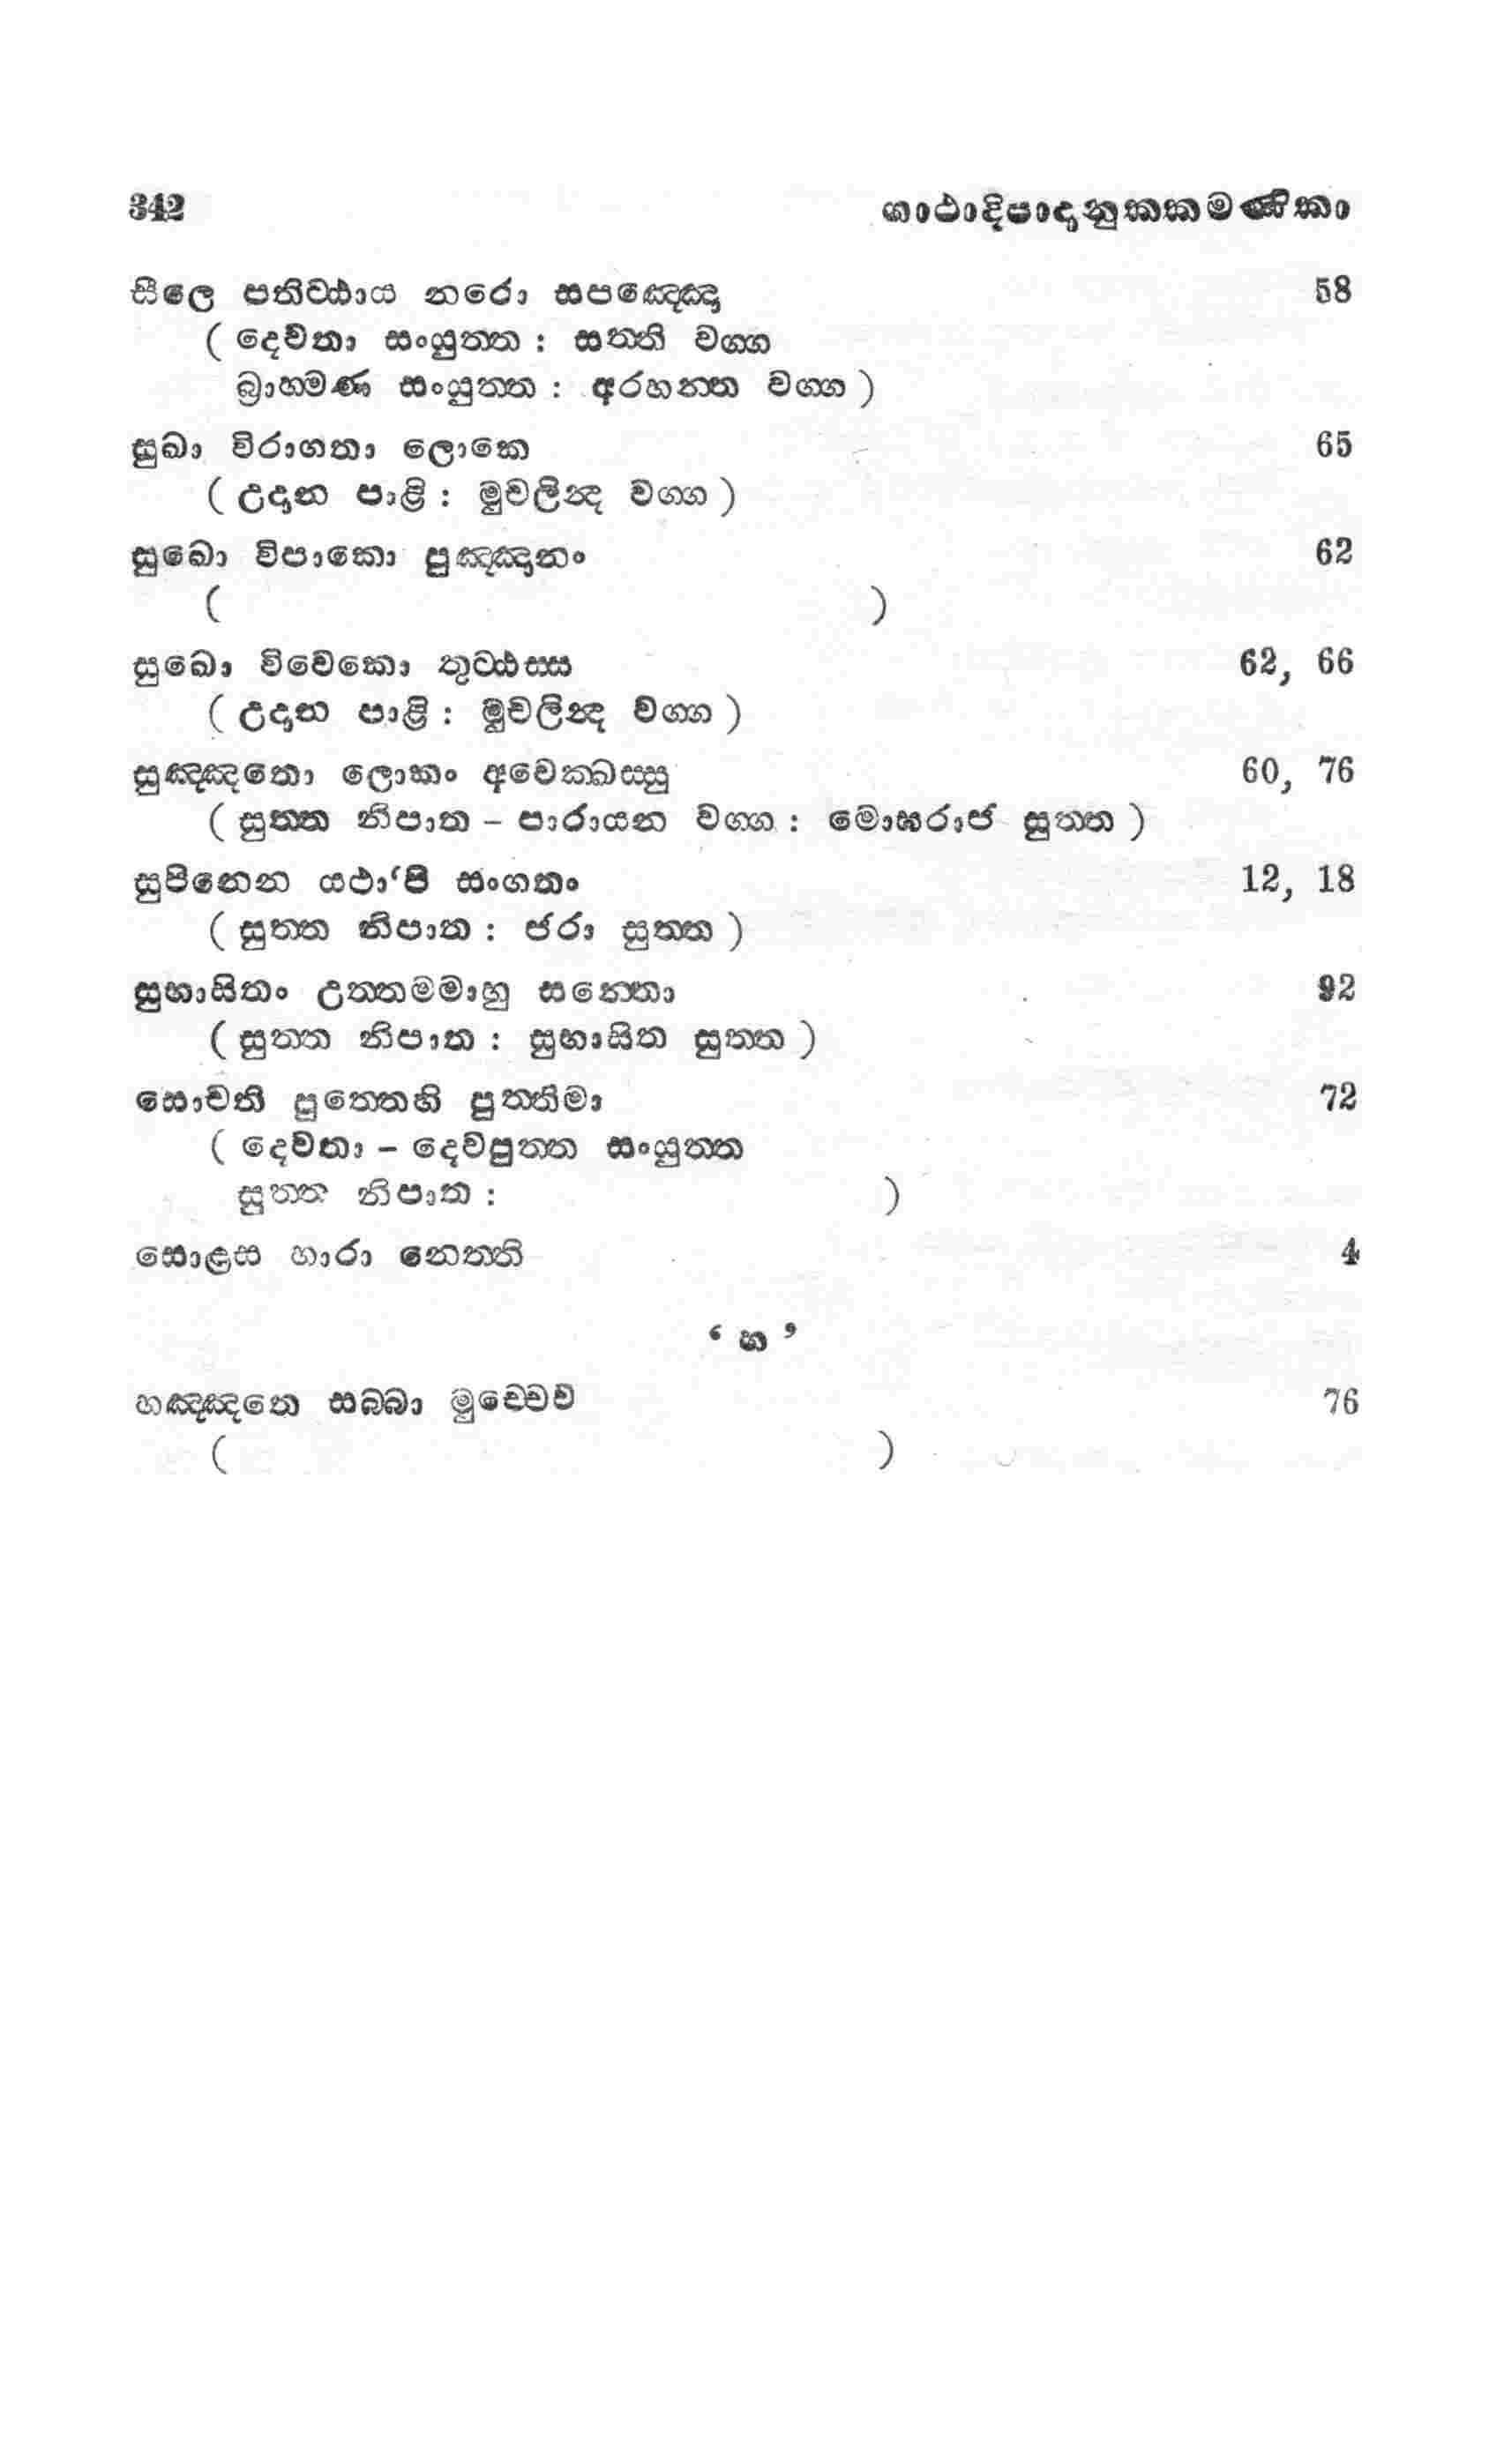 342 ගාථාදිපාදානුක්කමණිකා
සීලෙ පතිට්ඨාය නරො සපඤ්ඤො 58
( දෙවතා සංයුත්ත : සත්ති වග්ග
බ්‍රාහ්මණ සංයුත්ත : අරහන්ත වග්ග )
සුඛා විරාගතා ලොකෙ 65
( උදාන පාළි : මුචලින්ද වග්ග )
සුඛො විපාකො පුඤ්ඤානං 62
( )
සුඛො විවේකො තුට්ඨස්ස 62, 66
( උදාන පාළි : මුචලින්ද වග්ග )
සුඤ්ඤතො ලොකං අවෙක්ඛස්සු 60, 76
( සුත්ත නිපාත – පාරායන වග්ග : මොඝරාජ සුත්ත )
සුපිනෙන යථා‘පි සංගතං 12, 18
( සුත්ත නිපාත : ජරා සුත්ත )
සුභාසිතං උත්තමමාහු සන්තො 92
( සුත්ත නිපාත : සුභාසිත සුත්ත )
සොචති පුත්තෙහි පුත්තිමා 72
( දෙවතා – දෙවපුත්ත සංයුත්ත
සුත්ත නිපාත : )
සොළස හාරා නෙත්ති 4
‘ හ ’
හඤ්ඤතෙ සබ්බා මුච්චෙව 76
( )